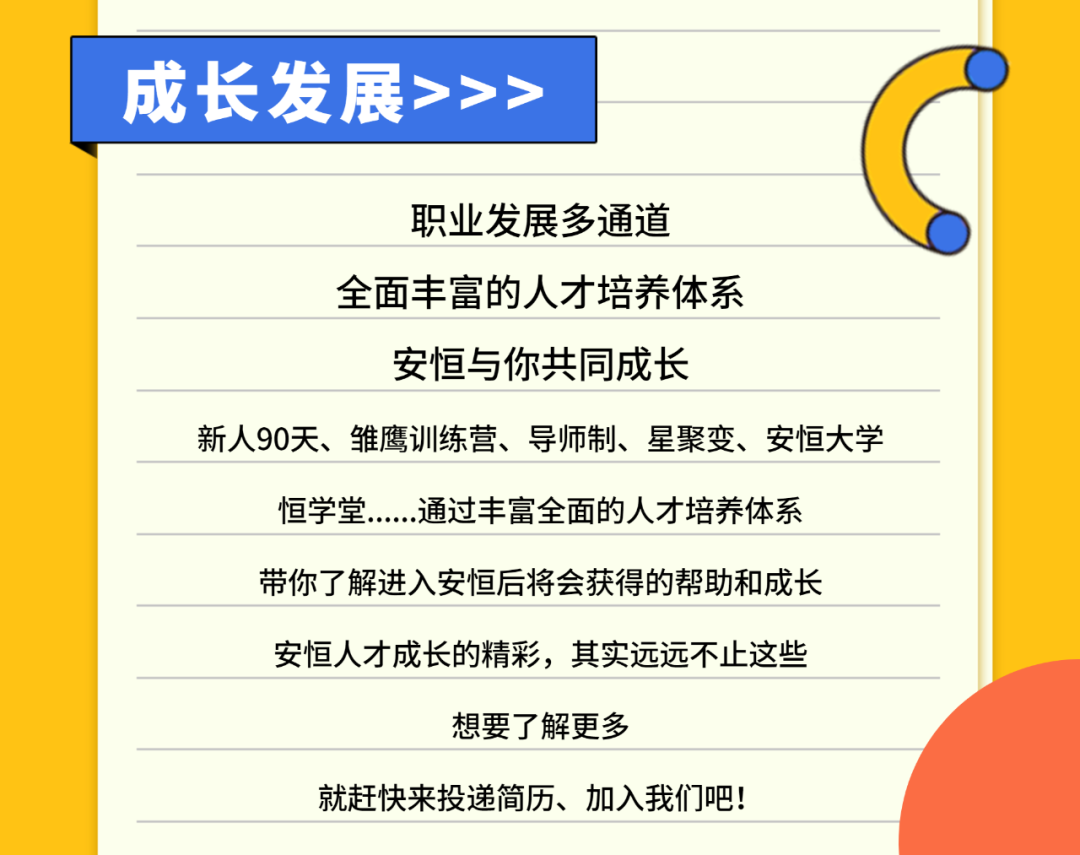 成长发展>>>
职业发展多通道
全面丰富的人才培养体系
安恒与你共同成长
新人90天、雏鹰训练营、导师制、星聚变、安恒大学
恒学堂......通过丰富全面的人才培养体系
带你了解进入安恒后将会获得的帮助和成长
安恒人才成长的精彩，其实远远不止这些
想要了解更多
就赶快来投递简历、加入我们吧！